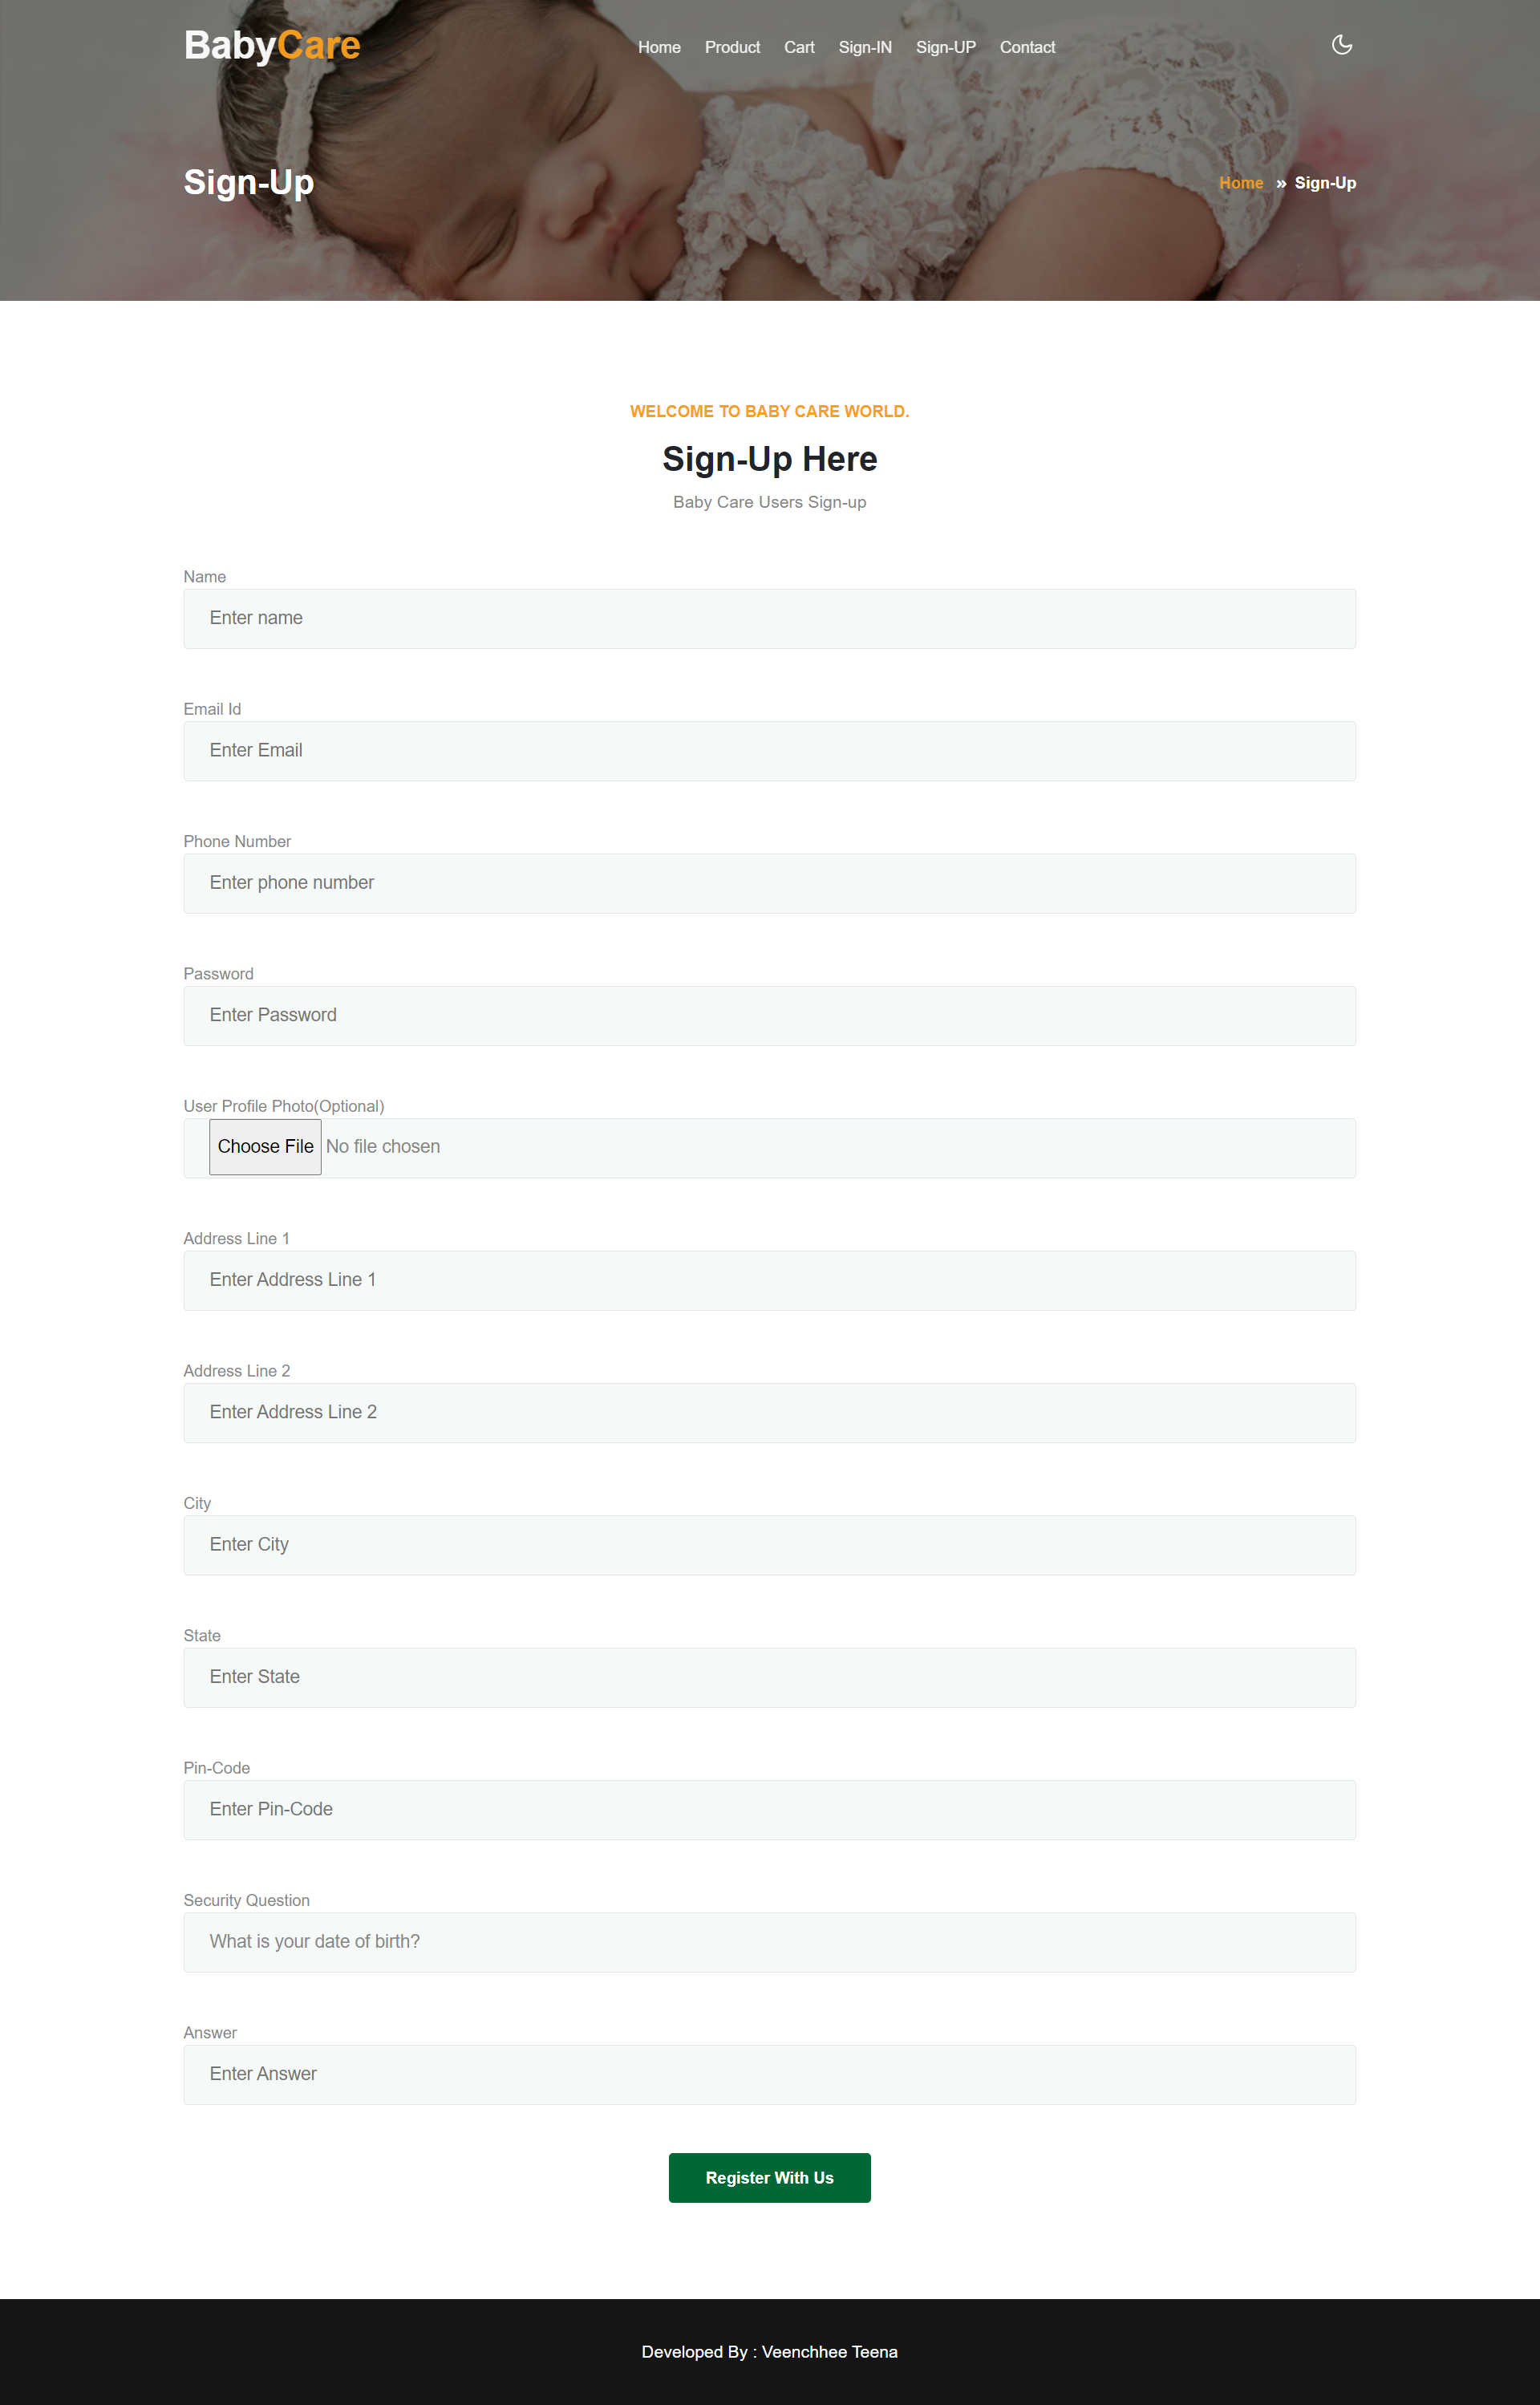 BabyCare
Home Product Cart Sign-IN Sign-UP Contact
Sign-Up
Home » Sign-Up
WELCOME TO BABY CARE WORLD.
Sign-Up Here
Baby Care Users Sign-up
Name
Enter name
Email Id
Enter Email
Phone Number
Enter phone number
Password
Enter Password
User Profile Photo(Optional)
Choose File No file chosen
Address Line 1
Enter Address Line 1
Address Line 2
Enter Address Line 2
City
Enter City
State
Enter State
Pin-Code
Enter Pin-Code
Security Question
What is your date of birth?
Answer
Enter Answer
Register With Us
Developed By : Veenchhee Teena